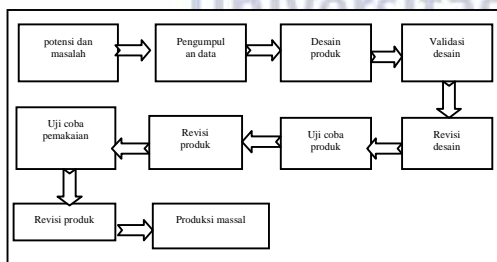 Universitas
potensi dan
masalah
Pengumpul
an data
Desain
produk
Validasi
desain
Revisi
desain
Uji coba
produk
Revisi
produk
Uji coba
pemakaian
Revisi produk
Produksi massal